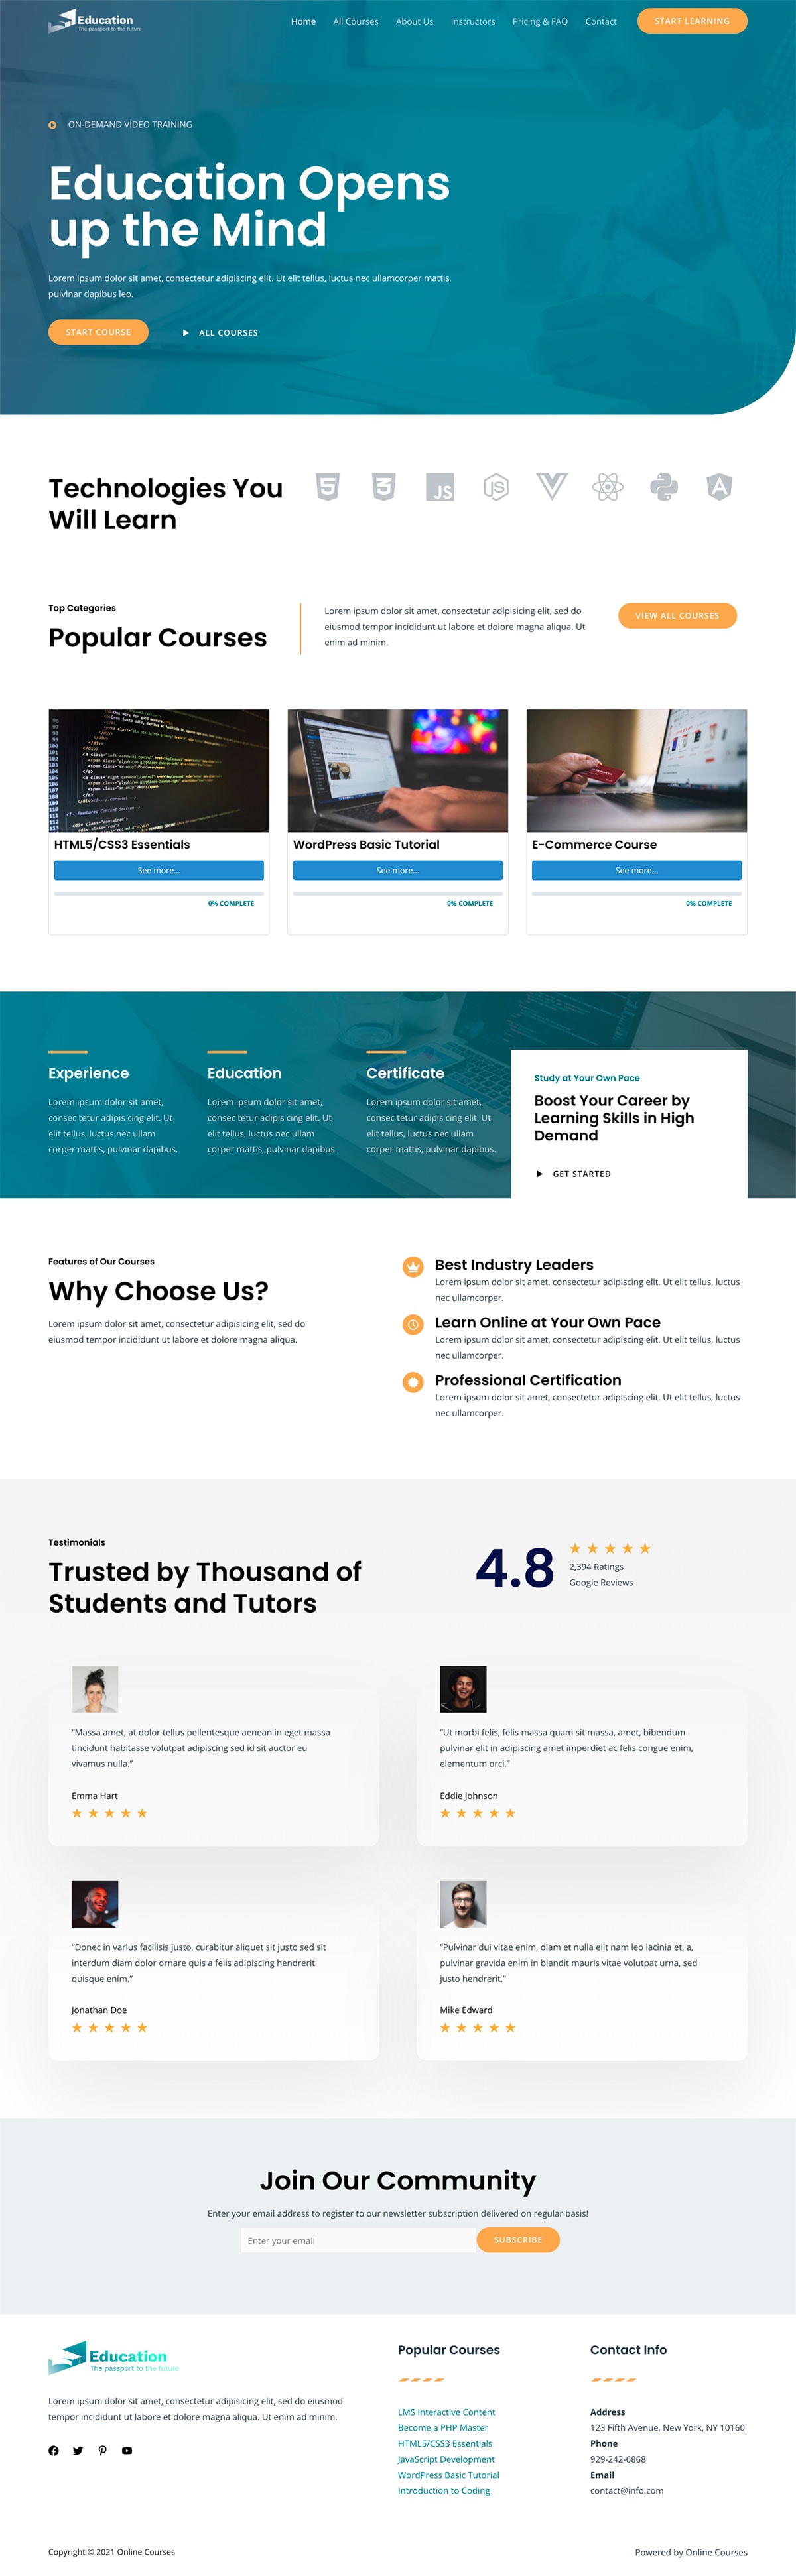 Education
The passport to the future
Home
All Courses
About Us
Instructors
Pricing & FAQ
Contact
START LEARNING
ON-DEMAND VIDEO TRAINING
Education Opens
up the Mind
Lorem ipsum dolor sit amet, consectetur adipiscing elit. Ut elit tellus, luctus nec ullamcorper mattis,
pulvinar dapibus leo.
START COURSE
ALL COURSES
Technologies You
Will Learn
JS
JS
Top Categories
Popular Courses
Lorem ipsum dolor sit amet, consectetur adipisicing elit, sed do
eiusmod tempor incididunt ut labore et dolore magna aliqua. Ut
enim ad minim.
VIEW ALL COURSES
HTML5/CSS3 Essentials
See more...
0% COMPLETE
WordPress Basic Tutorial
See more...
0% COMPLETE
E-Commerce Course
See more...
0% COMPLETE
Experience
Lorem ipsum dolor sit amet,
consec tetur adipis cing elit. Ut
elit tellus, luctus nec ullam
corper mattis, pulvinar dapibus.
Education
Lorem ipsum dolor sit amet,
consec tetur adipis cing elit. Ut
elit tellus, luctus nec ullam
corper mattis, pulvinar dapibus.
Certificate
Lorem ipsum dolor sit amet,
consec tetur adipis cing elit. Ut
elit tellus, luctus nec ullam
corper mattis, pulvinar dapibus.
Study at Your Own Pace
Boost Your Career by
Learning Skills in High
Demand
GET STARTED
Features of Our Courses
Why Choose Us?
Lorem ipsum dolor sit amet, consectetur adipisicing elit, sed do
eiusmod tempor incididunt ut labore et dolore magna aliqua.
Best Industry Leaders
Lorem ipsum dolor sit amet, consectetur adipiscing elit. Ut elit tellus, luctus
nec ullamcorper.
Learn Online at Your Own Pace
Lorem ipsum dolor sit amet, consectetur adipiscing elit. Ut elit tellus, luctus
nec ullamcorper.
Professional Certification
Lorem ipsum dolor sit amet, consectetur adipiscing elit. Ut elit tellus, luctus
nec ullamcorper.
Testimonials
Trusted by Thousand of
Students and Tutors
4.8
2,394 Ratings
Google Reviews
“Massa amet, at dolor tellus pellentesque aenean in eget massa
tincidunt habitasse volutpat adipiscing sed id sit auctor eu
vivamus nulla.”
Emma Hart
“Ut morbi felis, felis massa quam sit massa, amet, bibendum
pulvinar elit in adipiscing amet imperdiet ac felis congue enim,
elementum orci.”
Eddie Johnson
“Donec in varius facilisis justo, curabitur aliquet sit justo sed sit
interdum diam dolor ornare quis a felis adipiscing hendrerit
quisque enim.”
Jonathan Doe
“Pulvinar dui vitae enim, diam et nulla elit nam leo lacinia et, a,
pulvinar gravida enim in blandit mauris vitae volutpat urna, sed
justo hendrerit.”
Mike Edward
Join Our Community
Enter your email address to register to our newsletter subscription delivered on regular basis!
Enter your email
SUBSCRIBE
Education
The passport to the future
Lorem ipsum dolor sit amet, consectetur adipisicing elit, sed do eiusmod
tempor incididunt ut labore et dolore magna aliqua. Ut enim ad minim.
Popular Courses
LMS Interactive Content
Become a PHP Master
HTML5/CSS3 Essentials
JavaScript Development
WordPress Basic Tutorial
Introduction to Coding
Contact Info
Address
123 Fifth Avenue, New York, NY 10160
Phone
929-242-6868
Email
contact@info.com
Copyright © 2021 Online Courses
Powered by Online Courses